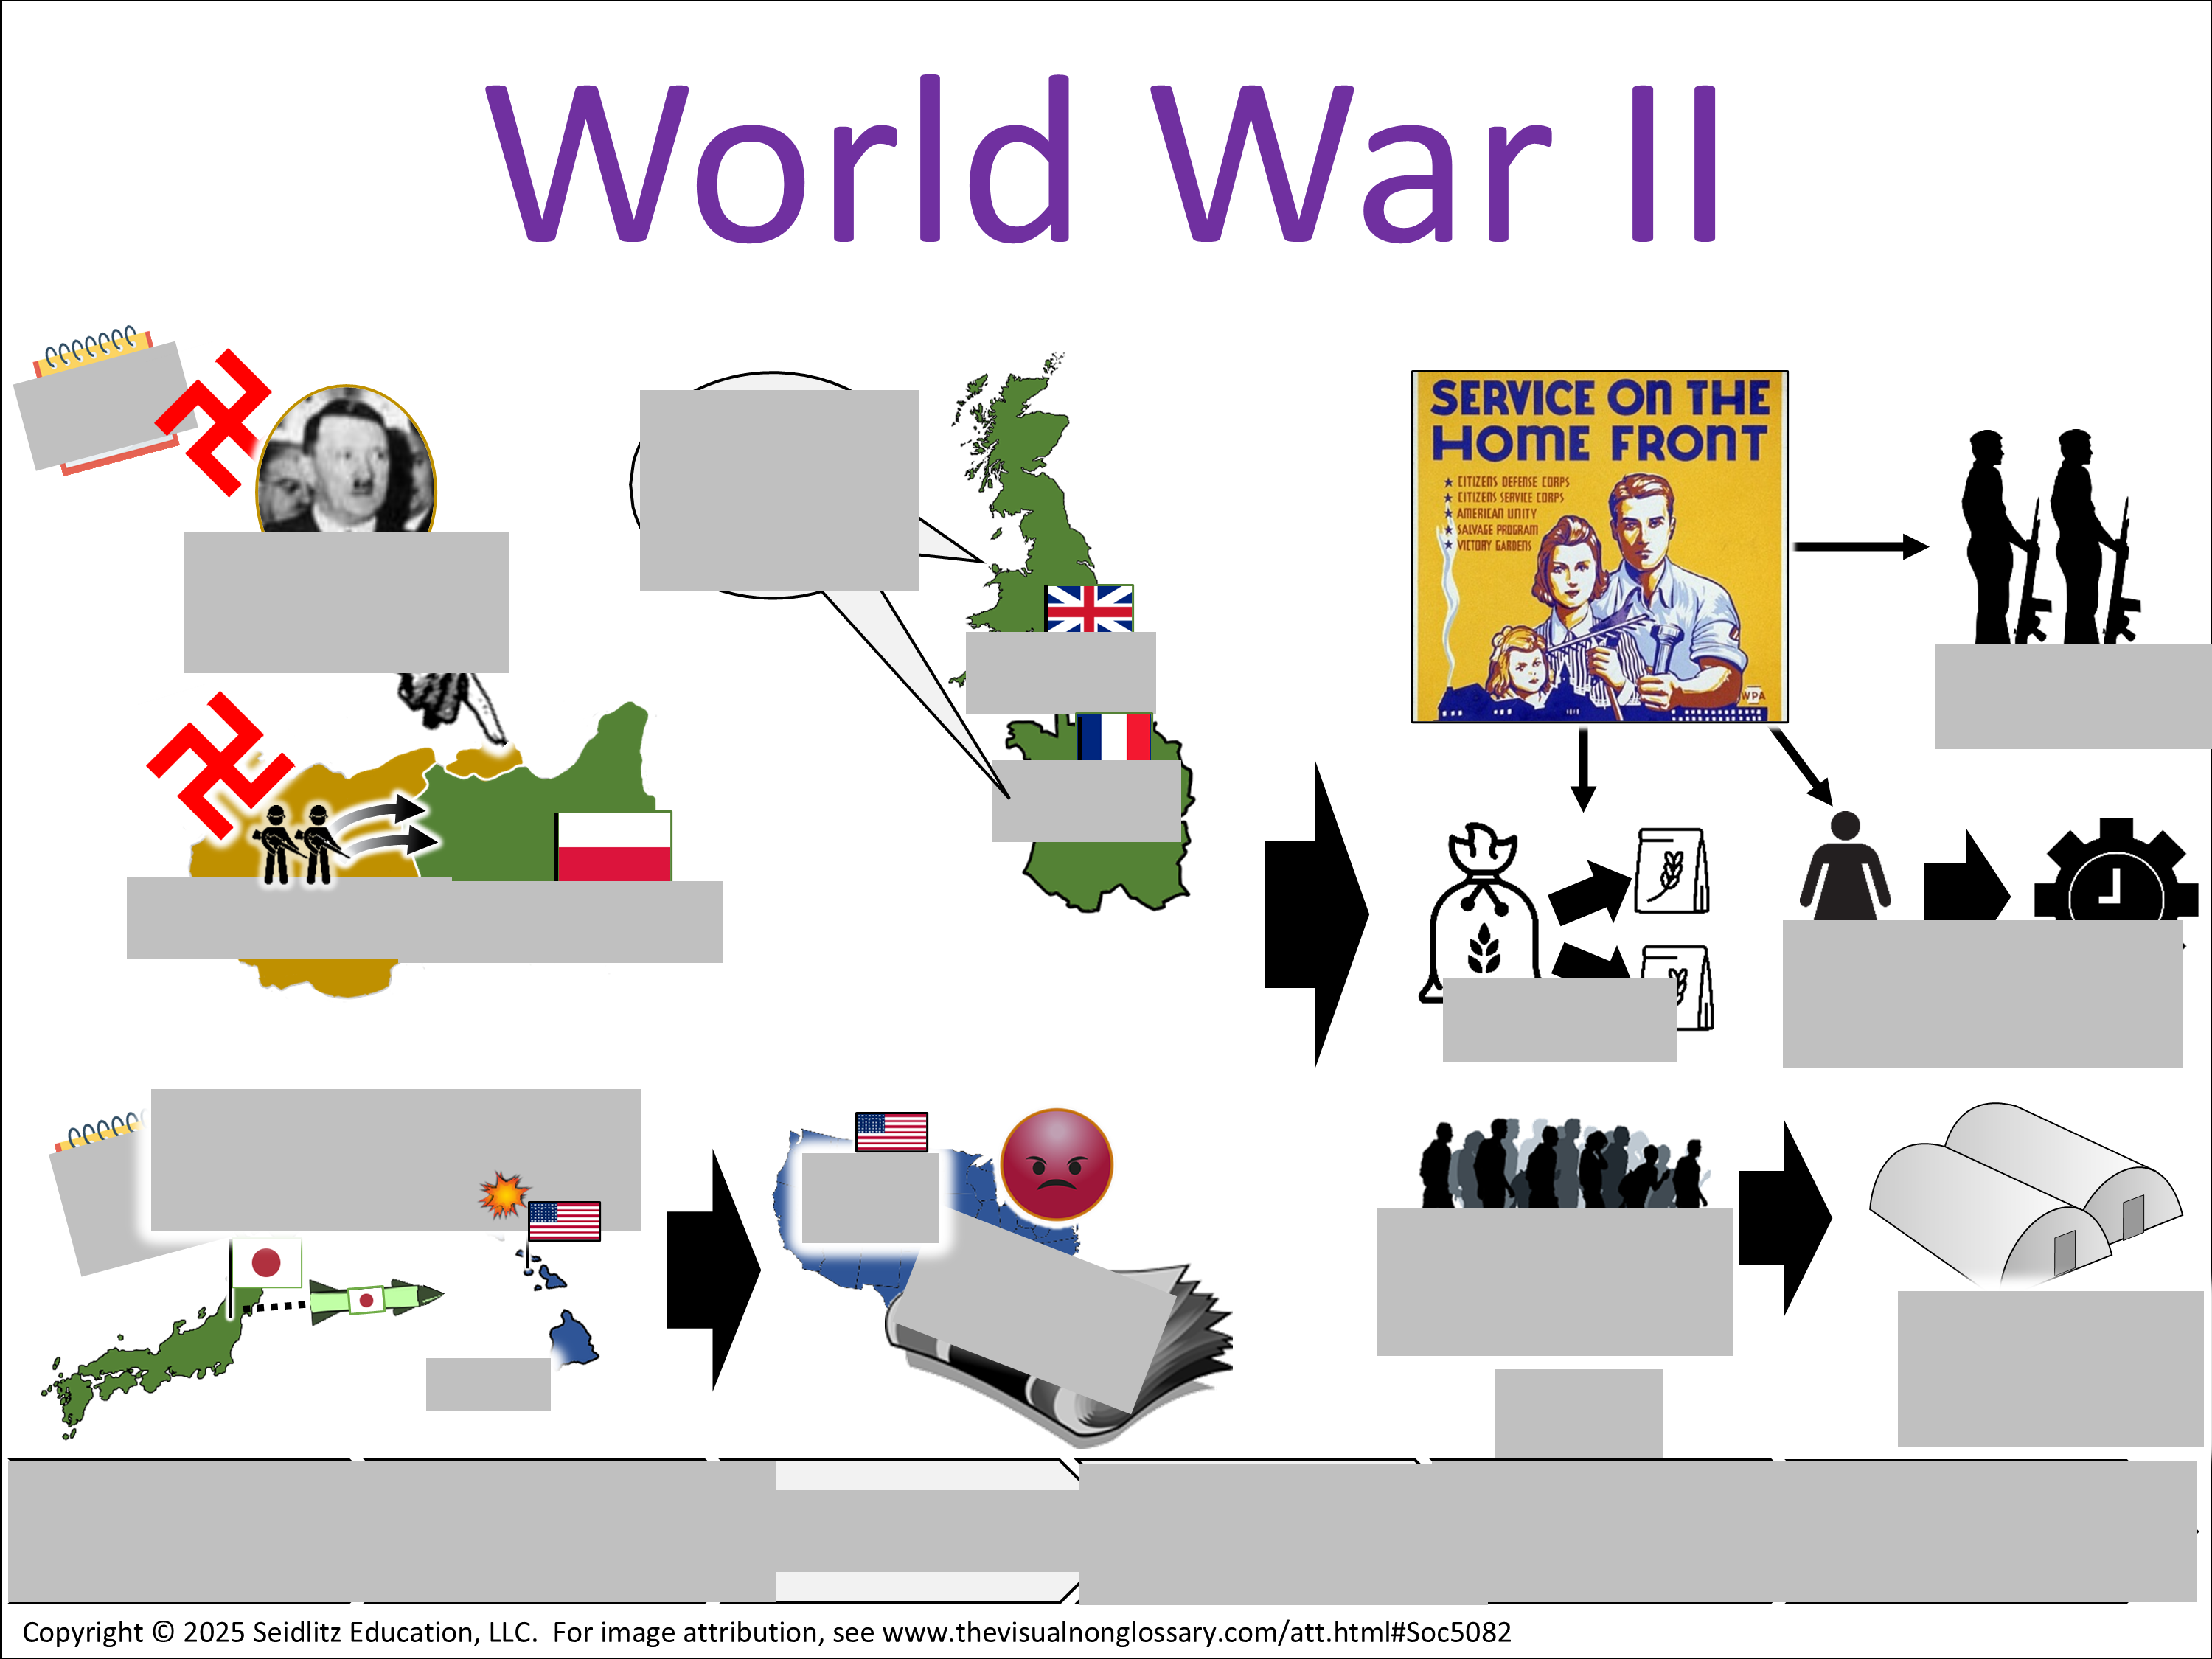 World War II
SERVICE ON THE
HOME FRONT
★ CITIZENS DEFENSE CORPS
★ CITIZENS SERVICE CORPS
★ AMERICAN UNITY
★ SALVAGE PROGRAM
★ VICTORY GARDENS
WPA
Copyright © 2025 Seidlitz Education, LLC.  For image attribution, see www.thevisualnonglossary.com/att.html#Soc5082